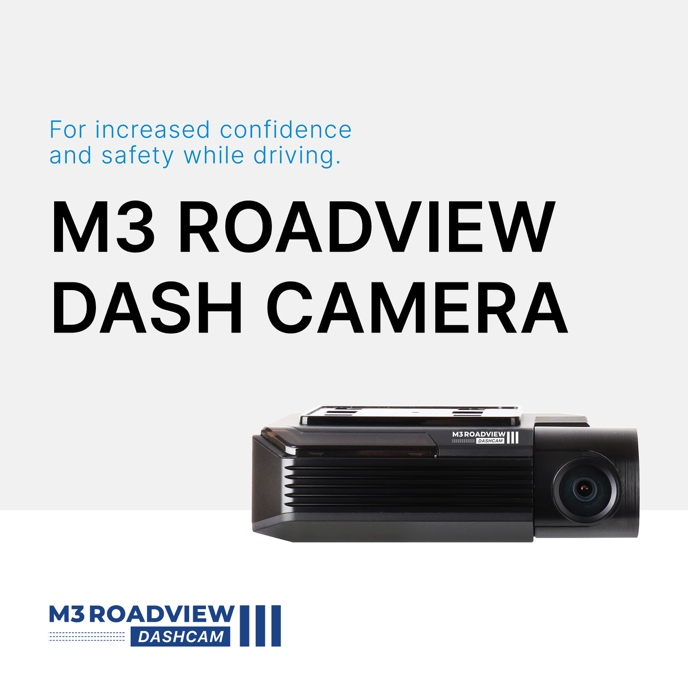 For increased confidence
and safety while driving.
M3 ROADVIEW
DASH CAMERA
M3 ROADVIEW
DASHCAM
M3 ROADVIEW
DASHCAM